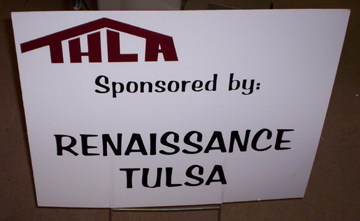 THLA
Sponsored by:
RENAISSANCE
TULSA